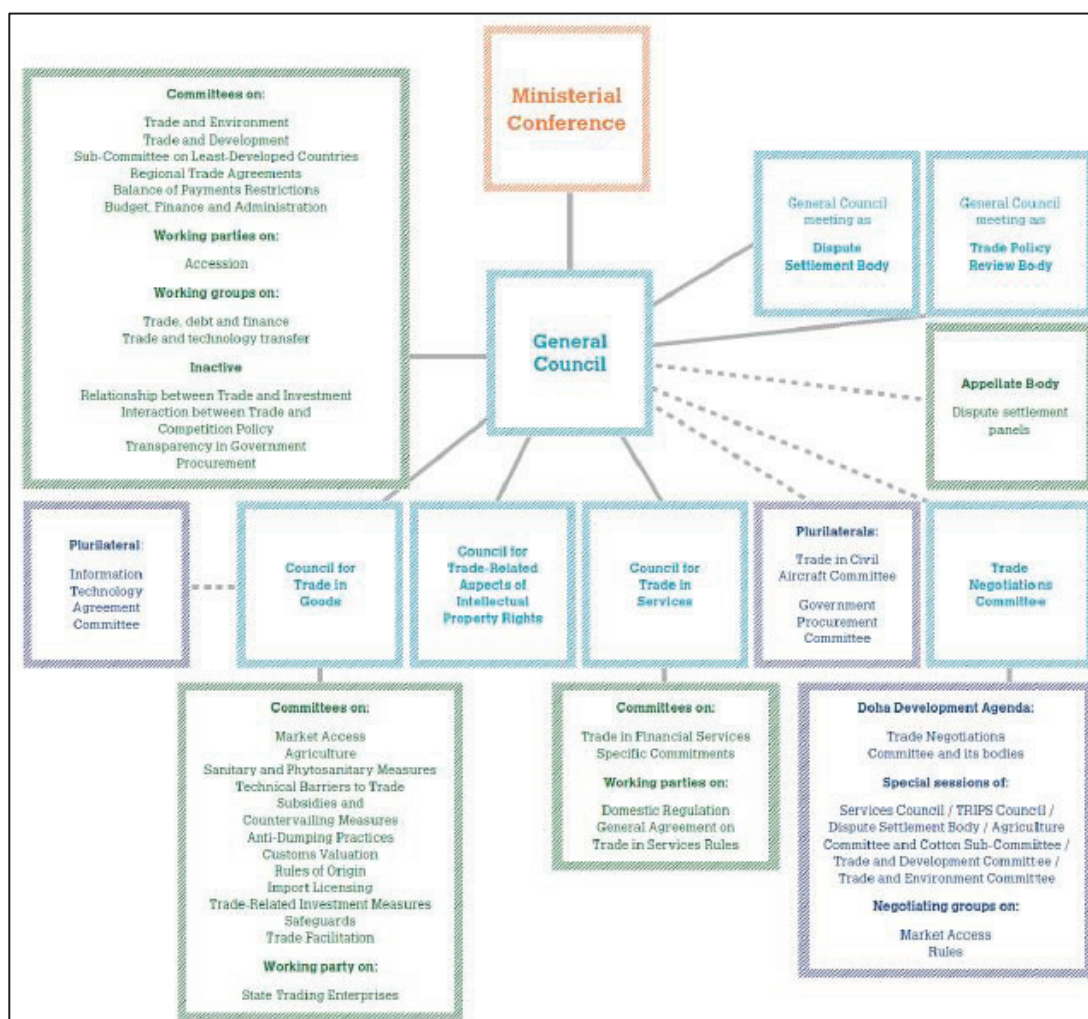 Ministerial
Conference
Committees on:
Trade and Environment
Trade and Development
Sub-Committee on Least-Developed Countries
Regional Trade Agreements
Balance of Payments Restrictions
Budget, Finance and Administration
Working parties on:
Accession
Working groups on:
Trade, debt and finance
Trade and technology transfer
Inactive
Relationship between Trade and Investment
Interaction between Trade and
Competition Policy
Transparency in Government
Procurement
General Council
meeting as
Dispute
Settlement Body
General Council
meeting as
Trade Policy
Review Body
General
Council
Appellate Body
Dispute settlement
panels
Plurilateral:
Information
Technology
Agreement
Committee
Council for
Trade in
Goods
Council for
Trade-Related
Aspects of
Intellectual
Property Rights
Council for
Trade in
Services
Plurilaterals:
Trade in Civil
Aircraft Committee
Government
Procurement
Committee
Trade
Negotiations
Committee
Committees on:
Market Access
Agriculture
Sanitary and Phytosanitary Measures
Technical Barriers to Trade
Subsidies and
Countervailing Measures
Anti-Dumping Practices
Customs Valuation
Rules of Origin
Import Licensing
Trade-Related Investment Measures
Safeguards
Trade Facilitation
Working party on:
State Trading Enterprises
Committees on:
Trade in Financial Services
Specific Commitments
Working parties on:
Domestic Regulation
General Agreement on
Trade in Services Rules
Doha Development Agenda:
Trade Negotiations
Committee and its bodies
Special sessions of:
Services Council / TRIPS Council /
Dispute Settlement Body / Agriculture
Committee and Cotton Sub-Committee /
Trade and Development Committee /
Trade and Environment Committee
Negotiating groups on:
Market Access
Rules